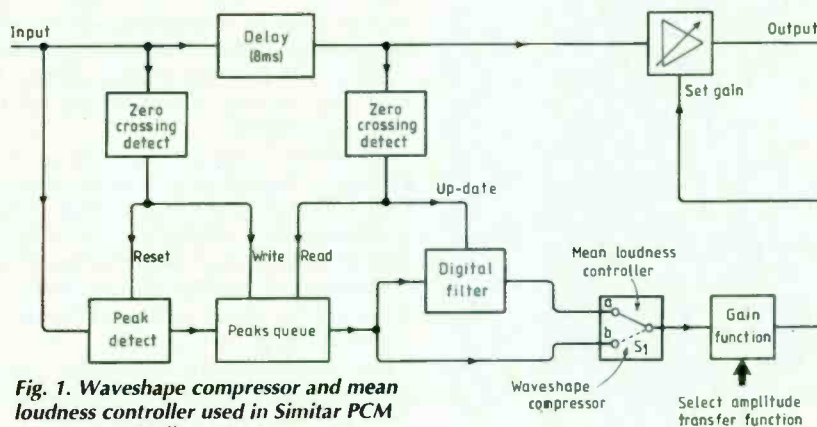 Input
Delay
(8ms)
Output
Set gain
Zero
crossing
detect
Zero
crossing
detect
Up-date
Reset
Write
Read
Mean loudness
controller
Digital
filter
a
b
S1
Peak
detect
Peaks queue
Gain
function
Waveshape
compressor
Select amplitude
transfer function
Fig. 1. Waveshape compressor and mean
loudness controller used in Simitar PCM